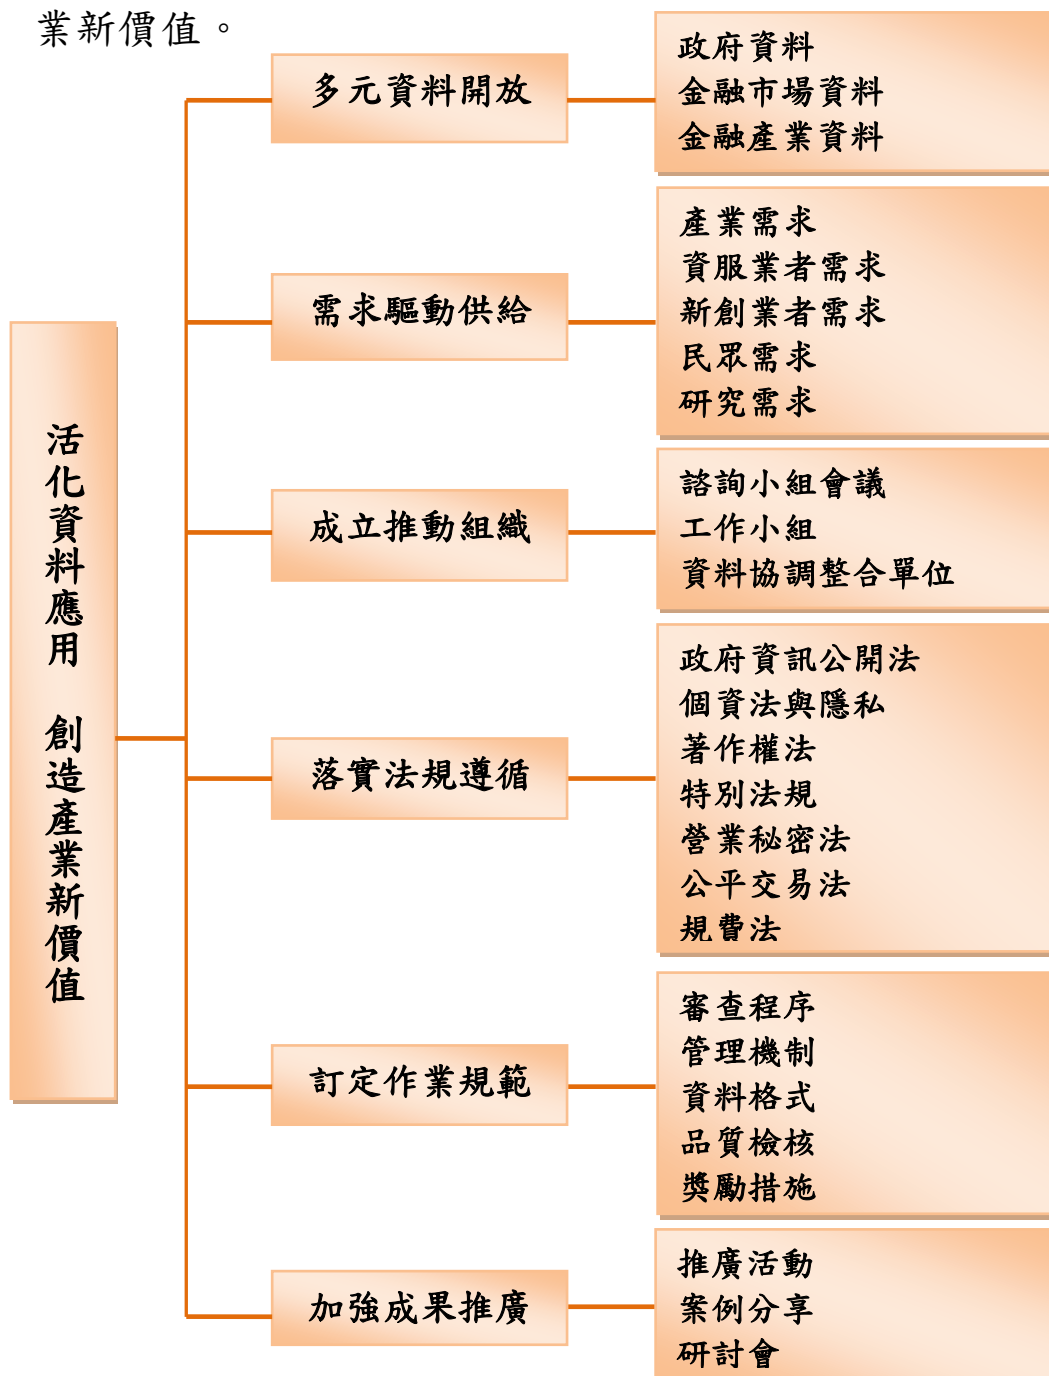 業新價值。
活化資料應用 創造產業新價值
多元資料開放
政府資料
金融市場資料
金融產業資料
需求驅動供給
產業需求
資服業者需求
新創業者需求
民眾需求
研究需求
成立推動組織
諮詢小組會議
工作小組
資料協調整合單位
落實法規遵循
政府資訊公開法
個資法與隱私
著作權法
特別法規
營業秘密法
公平交易法
規費法
訂定作業規範
審查程序
管理機制
資料格式
品質檢核
獎勵措施
加強成果推廣
推廣活動
案例分享
研討會